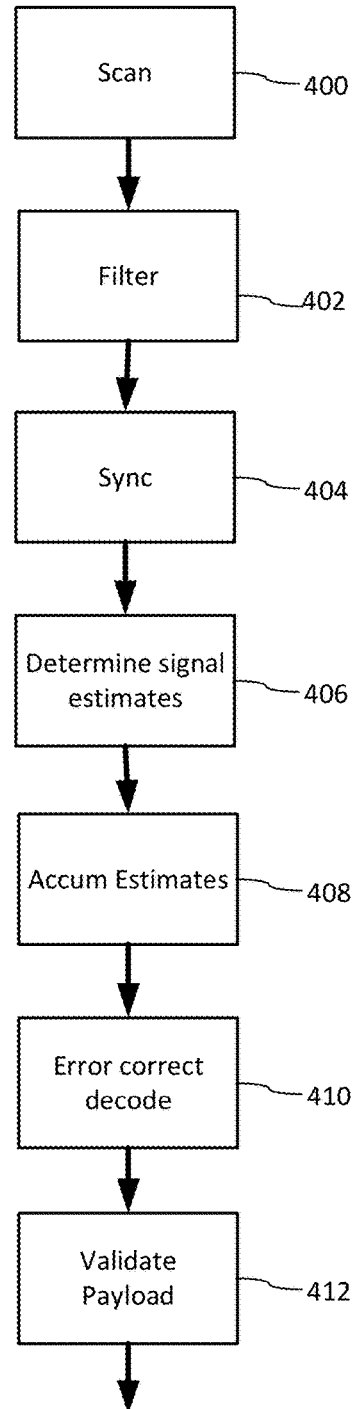 Scan
400
Filter
402
Sync
404
Determine signal
estimates
406
Accum Estimates
408
Error correct
decode
410
Validate
Payload
412